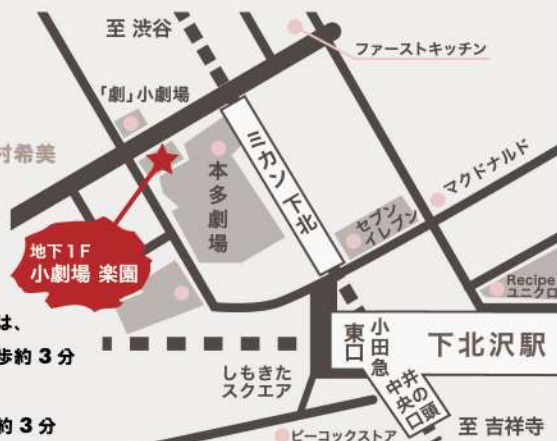 至 渋谷
ファーストキッチン
「劇」小劇場
村希美
ミカン下北
本多劇場
マクドナルド
セブン
イレブン
地下1F
小劇場 楽園
Recipe
ユニクロ
は、
歩約 3 分
小田急
東口
下北沢駅
しもきた
スクエア
井の頭
中央口
約 3 分
ピーコックストア
至 吉祥寺